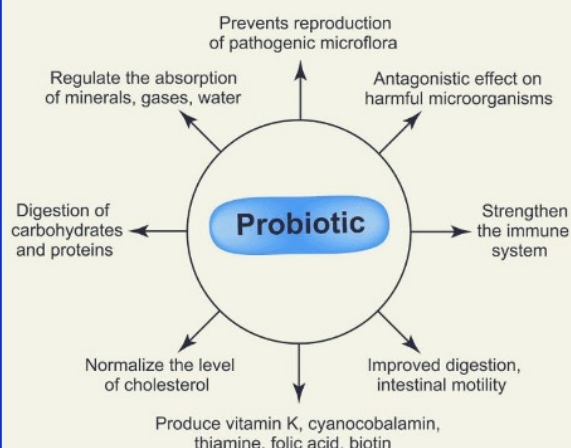 Prevents reproduction
of pathogenic microflora
Regulate the absorption
of minerals, gases, water
Antagonistic effect on
harmful microorganisms
Digestion of
carbohydrates
and proteins
Probiotic
Strengthen
the immune
system
Normalize the level
of cholesterol
Improved digestion,
intestinal motility
Produce vitamin K, cyanocobalamin,
thiamine, folic acid, biotin